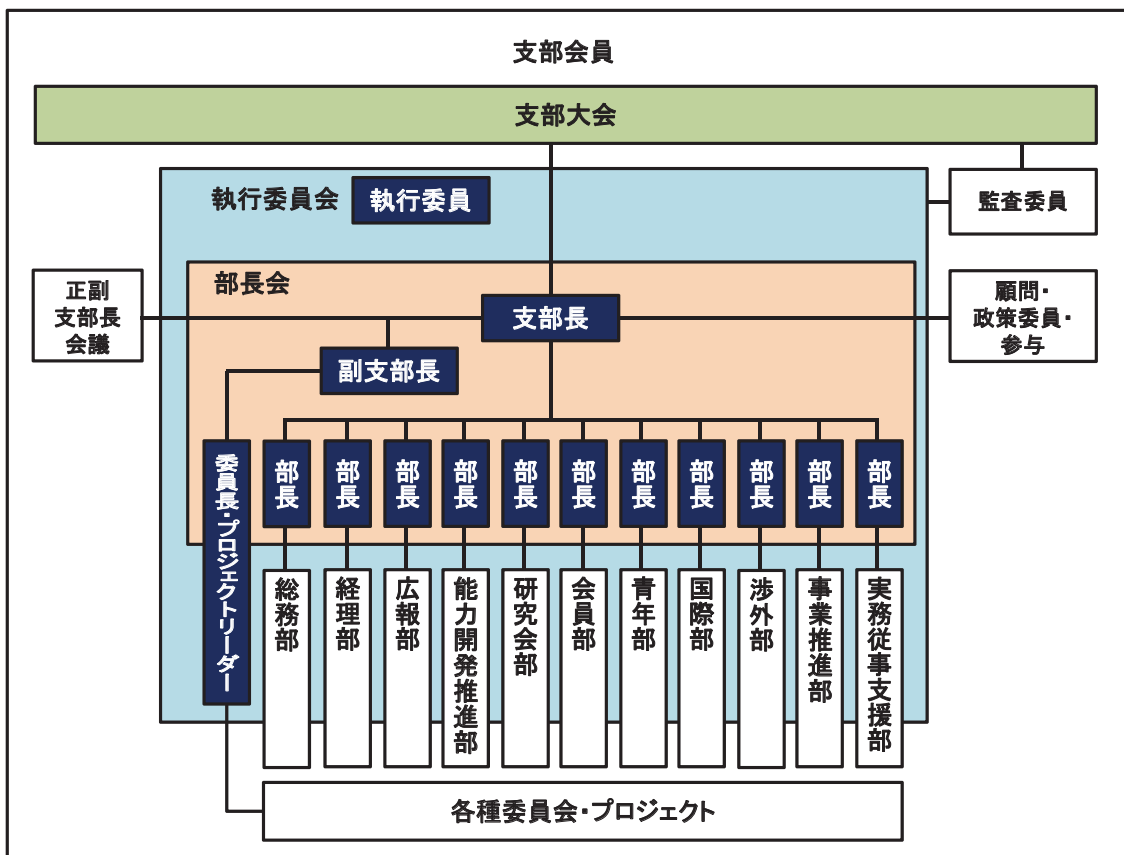 支部会員
支部大会
執行委員会
執行委員
監査委員
部長会
正副
支部長
会議
支部長
顧問・
政策委員・
参与
副支部長
委員長・プロジェクトリーダー
部長
部長
部長
部長
部長
部長
部長
部長
部長
部長
部長
総務部
経理部
広報部
能力開発推進部
研究会部
会員部
青年部
国際部
渉外部
事業推進部
実務従事支援部
各種委員会・プロジェクト